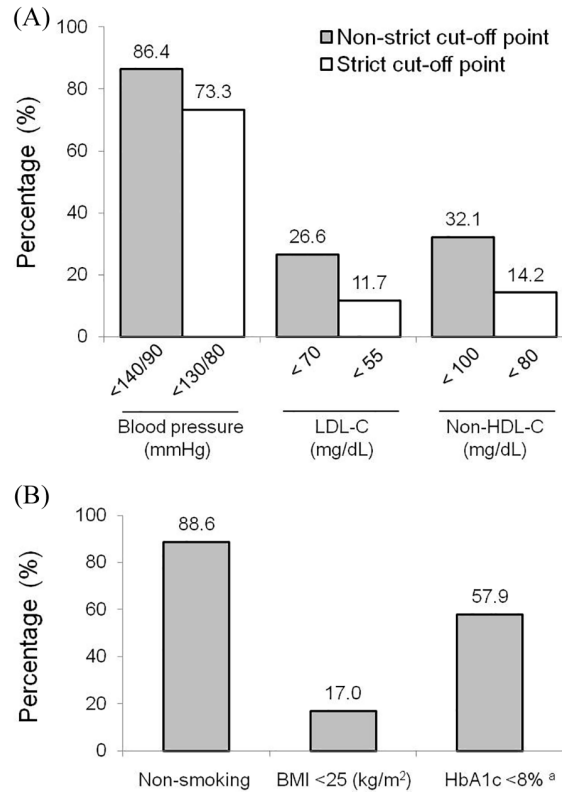 (A)
Percentage (%)
100
80
60
40
20
0
Non-strict cut-off point
Strict cut-off point
86.4
73.3
26.6
11.7
32.1
14.2
<140/90
<130/80
< 70
< 55
< 100
< 80
Blood pressure
(mmHg)
LDL-C
(mg/dL)
Non-HDL-C
(mg/dL)
(B)
Percentage (%)
100
80
60
40
20
0
88.6
17.0
57.9
Non-smoking
BMI <25 (kg/m²)
HbA1c <8% ᵃ